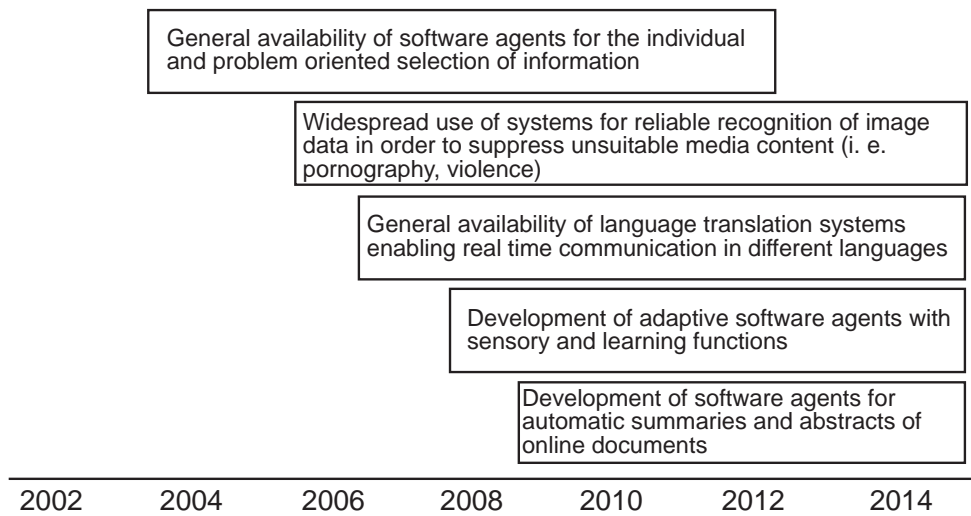 General availability of software agents for the individual
and problem oriented selection of information
Widespread use of systems for reliable recognition of image
data in order to suppress unsuitable media content (i. e.
pornography, violence)
General availability of language translation systems
enabling real time communication in different languages
Development of adaptive software agents with
sensory and learning functions
Development of software agents for
automatic summaries and abstracts of
online documents
2002 2004 2006 2008 2010 2012 2014